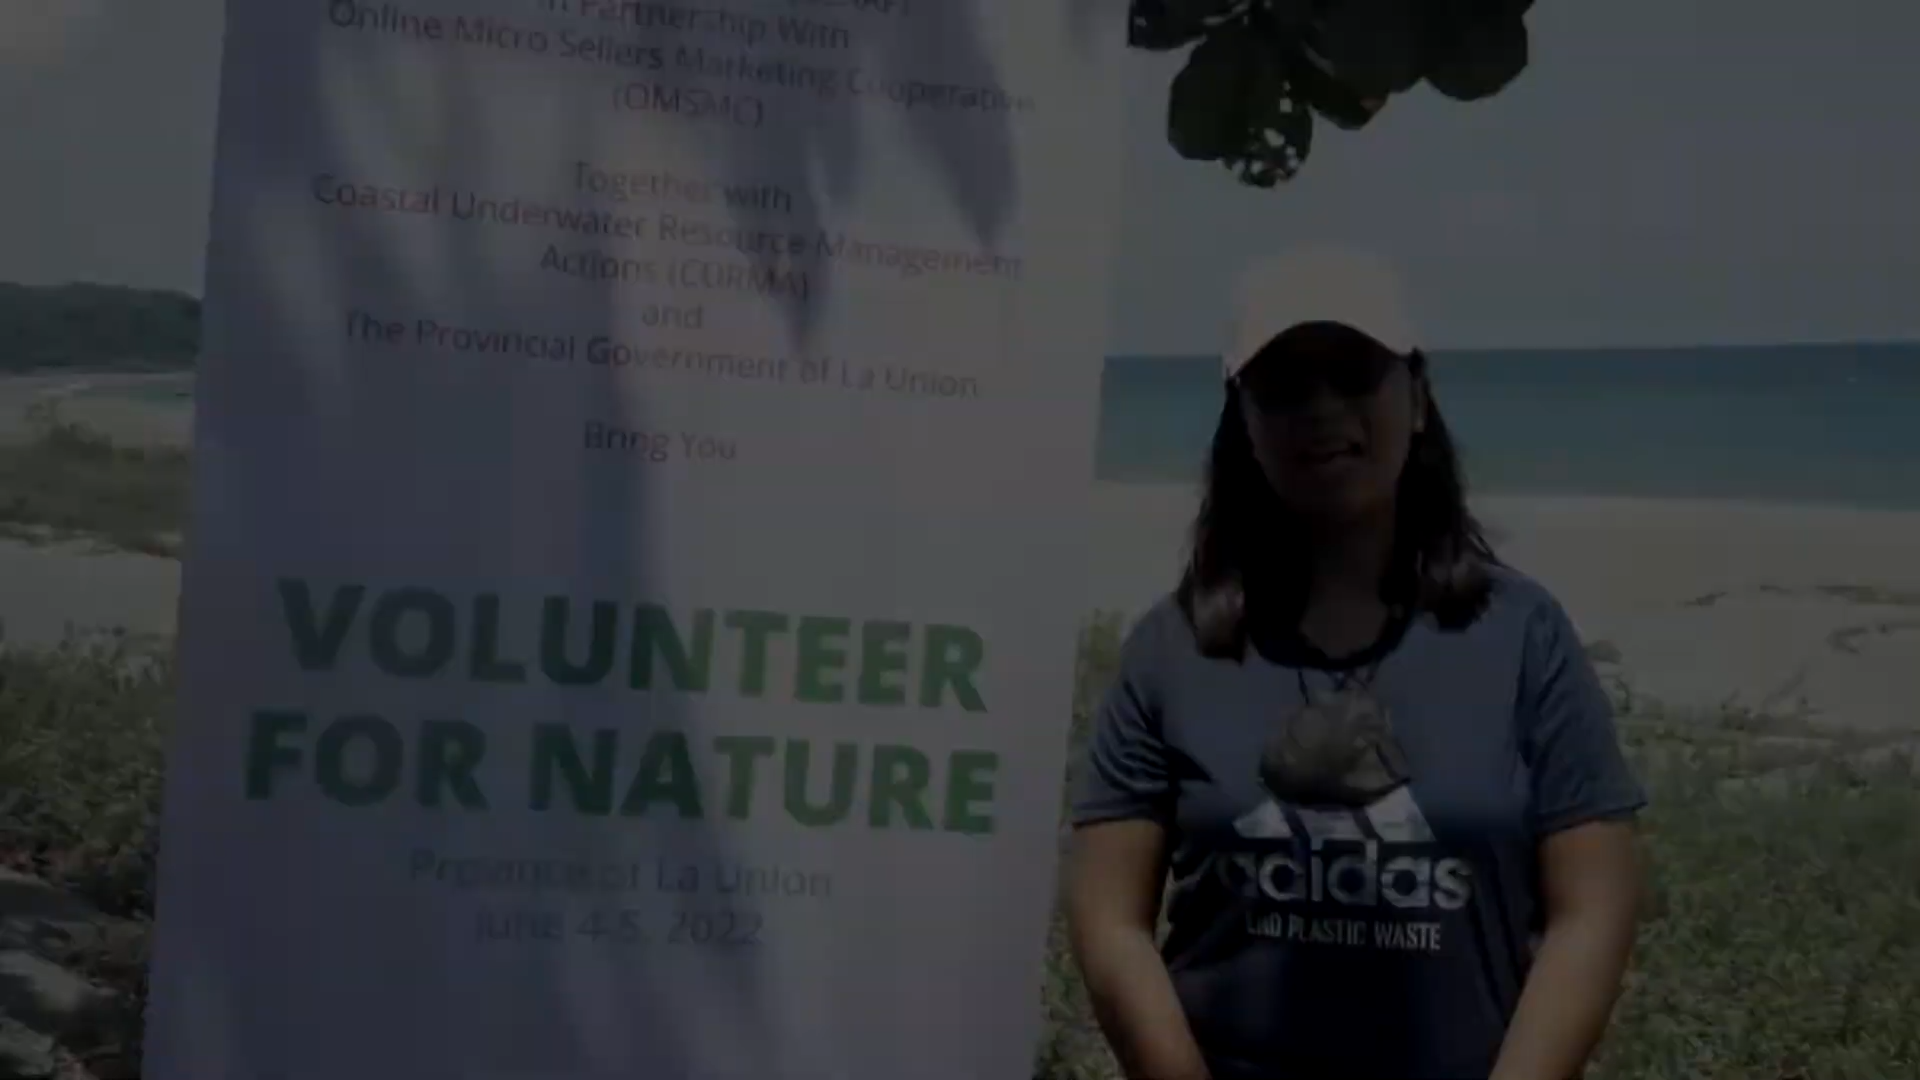 In Partnership With
Online Micro Sellers Marketing Cooperative
(OMSMC)
Together with
Coastal Underwater Resource Management
Actions (CURMA)
and
The Provincial Government of La Union
Bring You
VOLUNTEER
FOR NATURE
Province of La Union
June 4-5, 2022
adidas
END PLASTIC WASTE